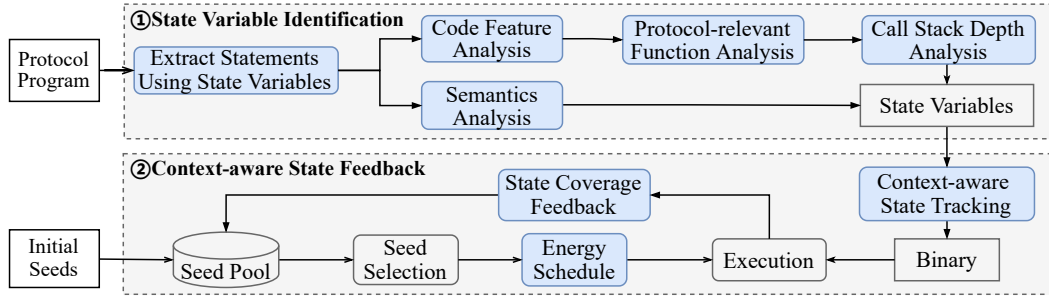 ①State Variable Identification
Protocol
Program
Extract Statements
Using State Variables
Code Feature
Analysis
Protocol-relevant
Function Analysis
Call Stack Depth
Analysis
Semantics
Analysis
State Variables
②Context-aware State Feedback
State Coverage
Feedback
Context-aware
State Tracking
Initial
Seeds
Seed Pool
Seed
Selection
Energy
Schedule
Execution
Binary